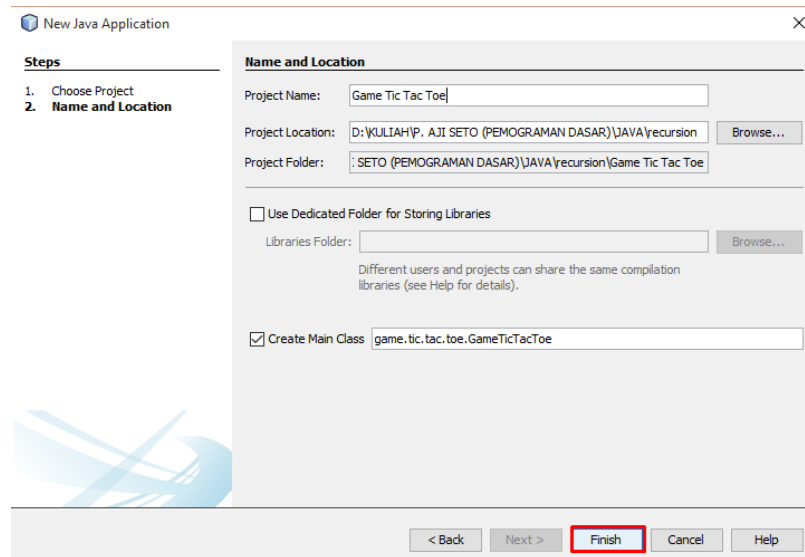 New Java Application
Steps
1. Choose Project
2. Name and Location
Name and Location
Project Name: Game Tic Tac Toe
Project Location: D:\KULIAH\P. AJI SETO (PEMOGRAMAN DASAR)\JAVA\recursion Browse...
Project Folder: SETO (PEMOGRAMAN DASAR)\JAVA\recursion\Game Tic Tac Toe
Use Dedicated Folder for Storing Libraries
Libraries Folder: Browse...
Different users and projects can share the same compilation
libraries (see Help for details).
Create Main Class game.tic.tac.toe.GameTicTacToe
< Back Next > Finish Cancel Help